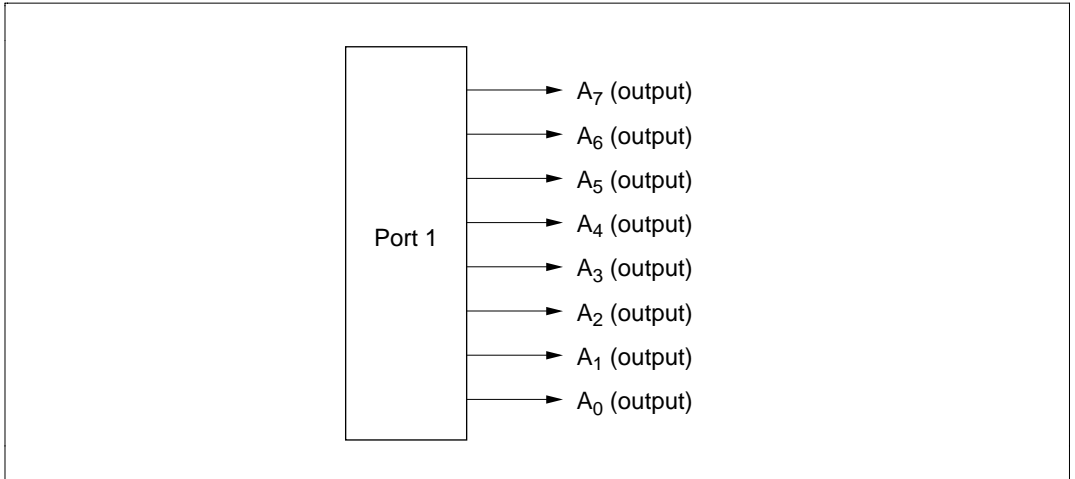 A7 (output)
A6 (output)
A5 (output)
A4 (output)
Port 1
A3 (output)
A2 (output)
A1 (output)
A0 (output)